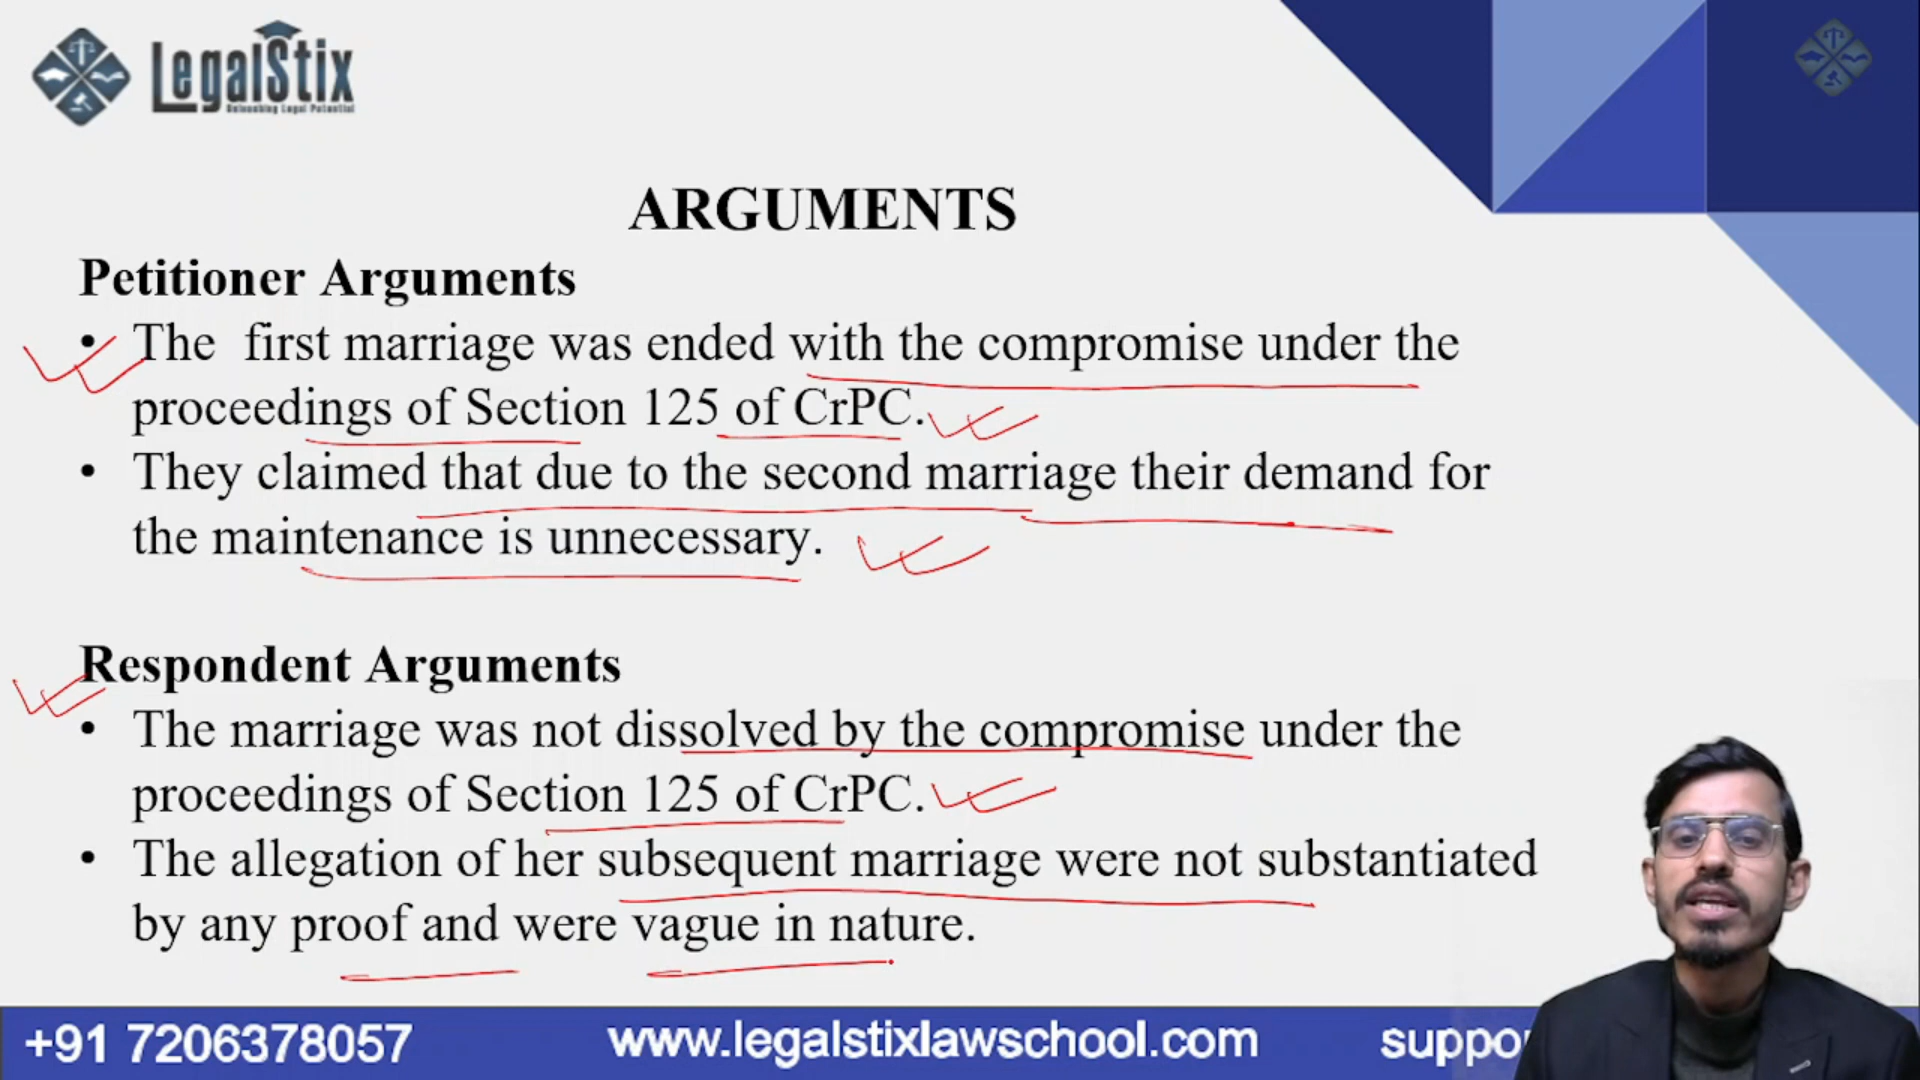 LegalStix
Unlocking Legal Potential
ARGUMENTS
Petitioner Arguments
• The first marriage was ended with the compromise under the
proceedings of Section 125 of CrPC.
• They claimed that due to the second marriage their demand for
the maintenance is unnecessary.
Respondent Arguments
• The marriage was not dissolved by the compromise under the
proceedings of Section 125 of CrPC.
• The allegation of her subsequent marriage were not substantiated
by any proof and were vague in nature.
+91 7206378057 www.legalstixlawschool.com suppo